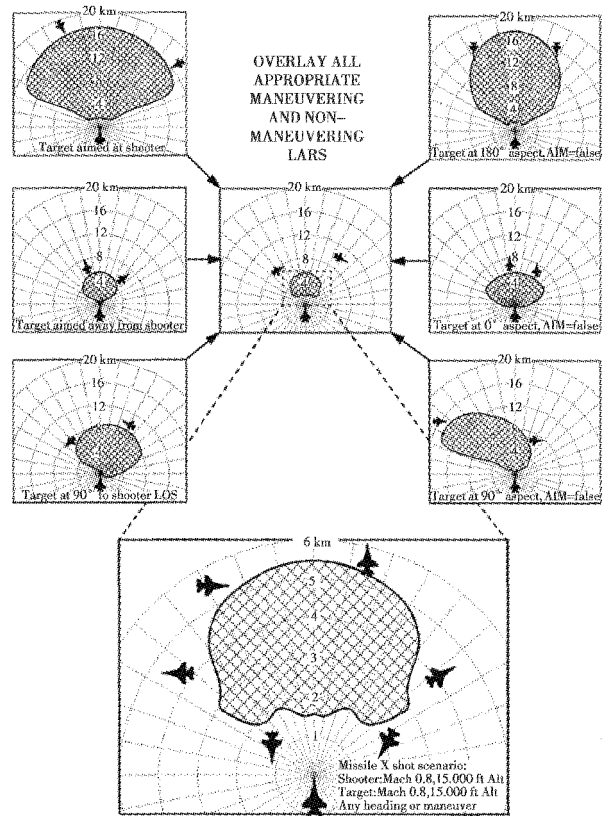 20 km
16
12
4
Target aimed at shooter
OVERLAY ALL
APPROPRIATE
MANEUVERING
AND NON-
MANEUVERING
LARS
20 km
16
12
8
4
Target at 180° aspect, AIM=false
20 km
16
12
8
4
Target aimed away from shooter
20 km
16
12
8
4
20 km
16
12
8
4
Target at 0° aspect, AIM=false
20 km
16
12
4
Target at 90° to shooter LOS
20 km
16
12
4
Target at 90° aspect, AIM=false
6 km
5
4
3
2
1
Missile X shot scenario:
Shooter:Mach 0.8,15.000 ft Alt
Target:Mach 0.8,15.000 ft Alt
Any heading or maneuver